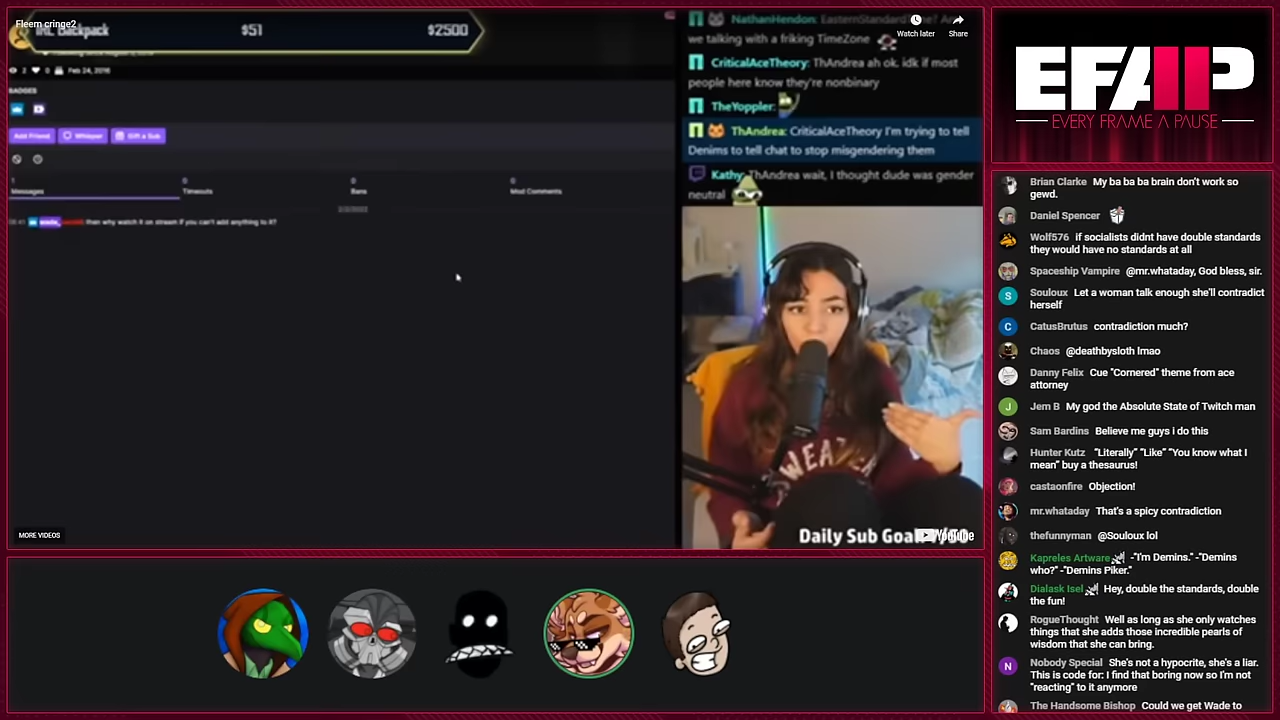 Fleem cringe2
IRL Backpack
$51
$2500
Watch later
Share
Feb 24, 2016
BADGES
Add Friend
Whisper
Gift a Sub
Messages
Timeouts
Bans
Mod Comments
then why watch it on stream if you can't add anything to it?
NathanHendon: EasternStandardTime? Ar
we talking with a friking TimeZone
CriticalAceTheory: ThAndrea ah ok. idk if most
people here know they're nonbinary
TheYoppler:
ThAndrea: CriticalAceTheory I'm trying to tell
Denims to tell chat to stop misgendering them
Kathy: ThAndrea wait, I thought dude was gender
neutral
SWEATER
Daily Sub Goal
YouTube
MORE VIDEOS
EFAP
EVERY FRAME A PAUSE
Brian Clarke My ba ba ba brain don't work so
gewd.
Daniel Spencer
Wolf576 if socialists didnt have double standards
they would have no standards at all
Spaceship Vampire @mr.whataday, God bless, sir.
Souloux Let a woman talk enough she'll contradict
herself
CatusBrutus contradiction much?
Chaos @deathbysloth lmao
Danny Felix Cue "Cornered" theme from ace
attorney
Jem B My god the Absolute State of Twitch man
Sam Bardins Believe me guys i do this
Hunter Kutz "Literally" "Like" "You know what I
mean" buy a thesaurus!
castaonfire Objection!
mr.whataday That's a spicy contradiction
thefunnyman @Souloux lol
Kapreles Artware -"I'm Demins." -"Demins
who?" -"Demins Piker."
Dialask Isel Hey, double the standards, double
the fun!
RogueThought Well as long as she only watches
things that she adds those incredible pearls of
wisdom that she can bring.
Nobody Special She's not a hypocrite, she's a liar.
This is code for: I find that boring now so I'm not
"reacting" to it anymore
The Handsome Bishop Could we get Wade to